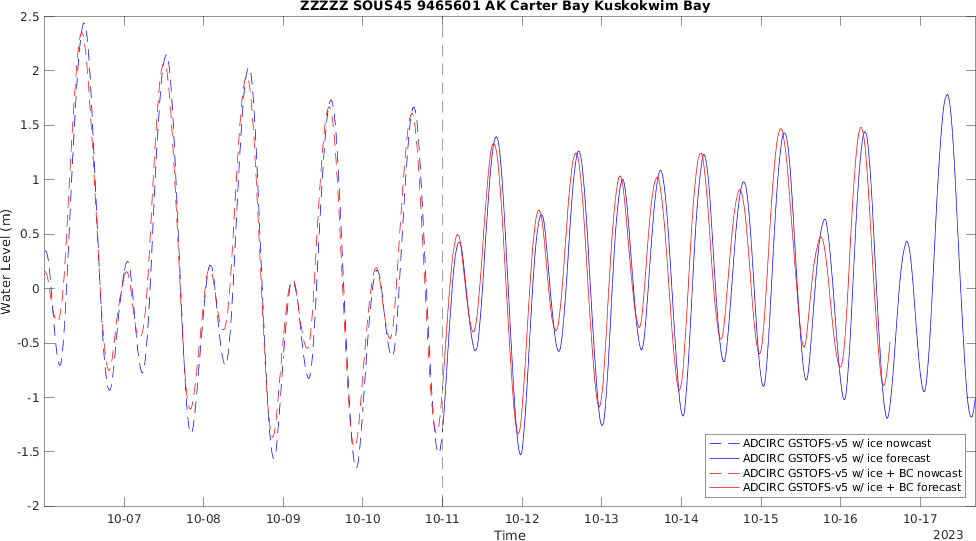 ZZZZZ SOUS45 9465601 AK Carter Bay Kuskokwim Bay
2.5
2
1.5
1
0.5
0
-0.5
-1
-1.5
-2
Water Level (m)
10-07 10-08 10-09 10-10 10-11 10-12 10-13 10-14 10-15 10-16 10-17
Time
2023
ADCIRC GSTOFS-v5 w/ ice nowcast
ADCIRC GSTOFS-v5 w/ ice forecast
ADCIRC GSTOFS-v5 w/ ice + BC nowcast
ADCIRC GSTOFS-v5 w/ ice + BC forecast